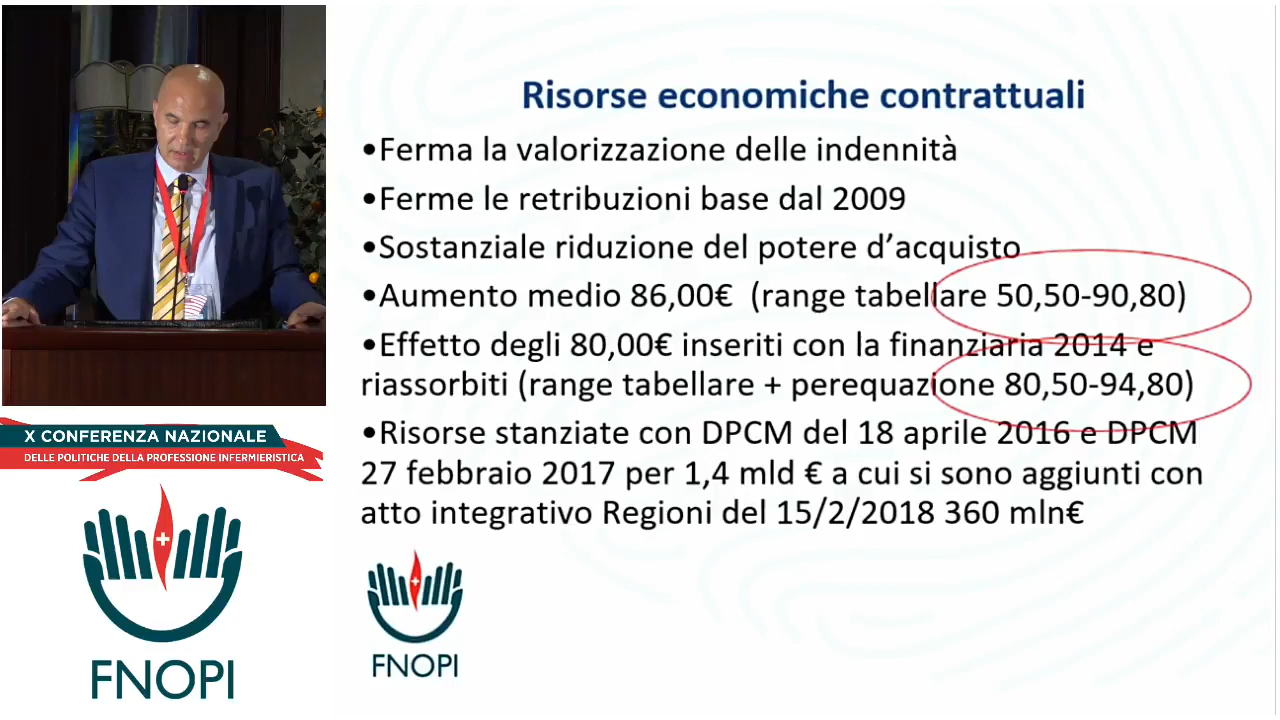 Risorse economiche contrattuali
•Ferma la valorizzazione delle indennità
•Ferme le retribuzioni base dal 2009
•Sostanziale riduzione del potere d’acquisto
•Aumento medio 86,00€ (range tabellare 50,50-90,80)
•Effetto degli 80,00€ inseriti con la finanziaria 2014 e
riassorbiti (range tabellare + perequazione 80,50-94,80)
•Risorse stanziate con DPCM del 18 aprile 2016 e DPCM
27 febbraio 2017 per 1,4 mld € a cui si sono aggiunti con
atto integrativo Regioni del 15/2/2018 360 mln€
FNOPI
X CONFERENZA NAZIONALE
DELLE POLITICHE DELLA PROFESSIONE INFERMIERISTICA
FNOPI